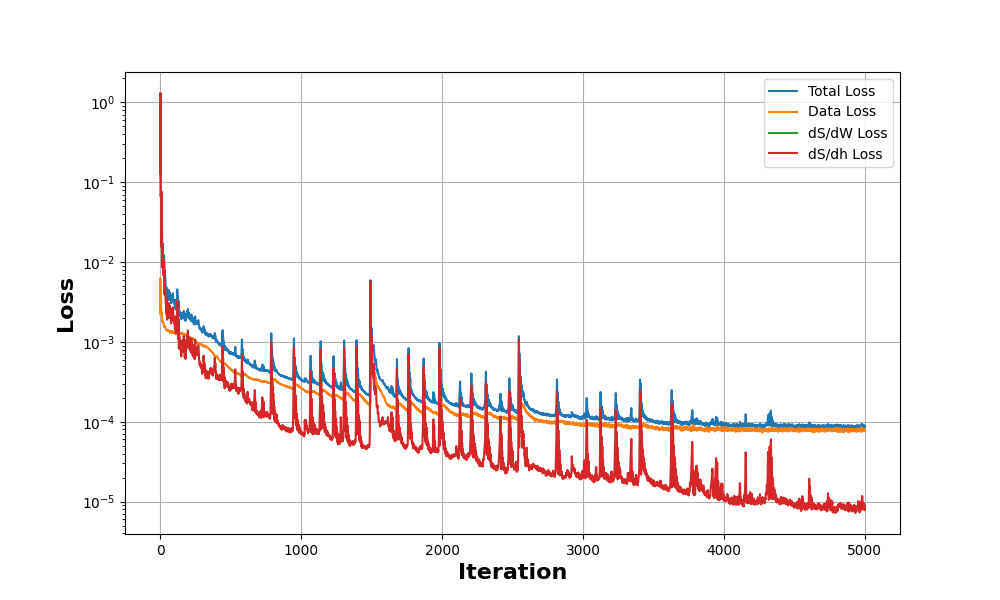 Total Loss
Data Loss
dS/dW Loss
dS/dh Loss
10⁰
10⁻¹
10⁻²
10⁻³
10⁻⁴
10⁻⁵
Loss
0 1000 2000 3000 4000 5000
Iteration